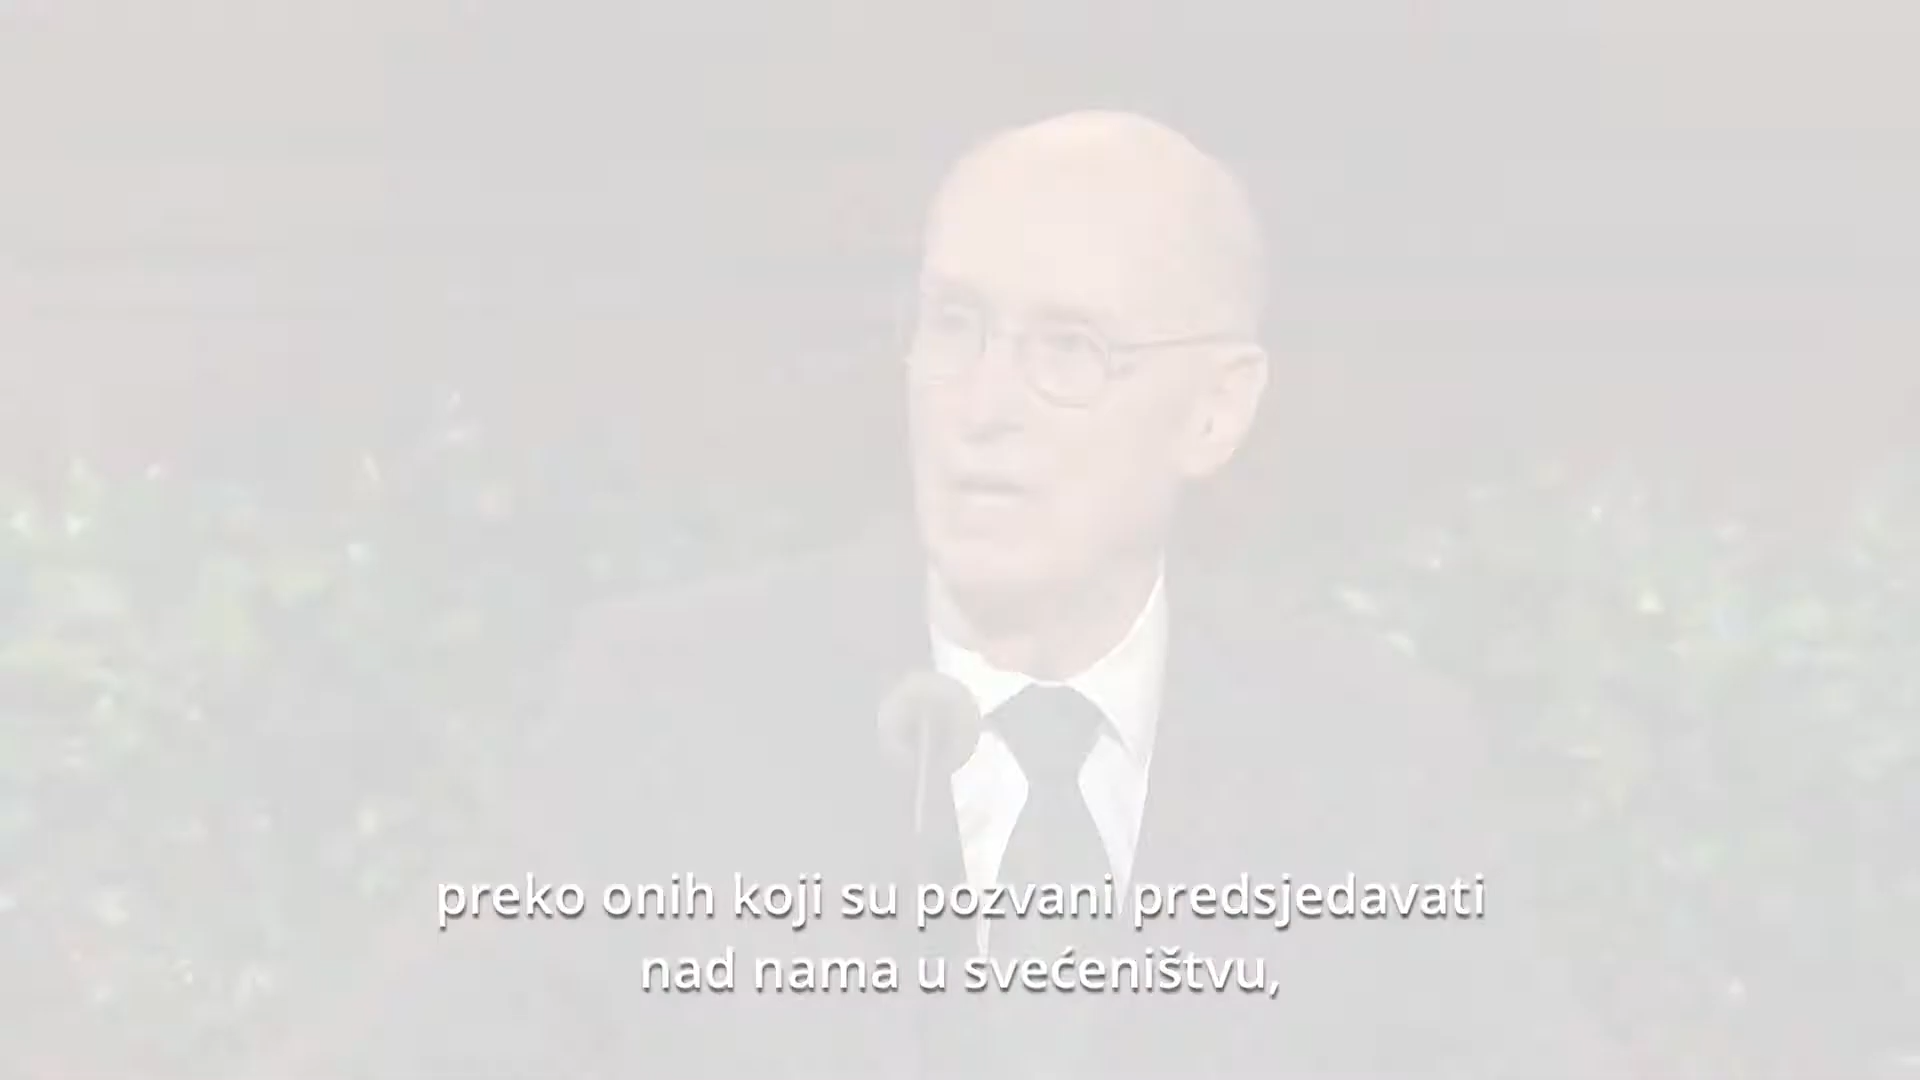 preko onih koji su pozvani predsjedavati
nad nama u svećeništvu,